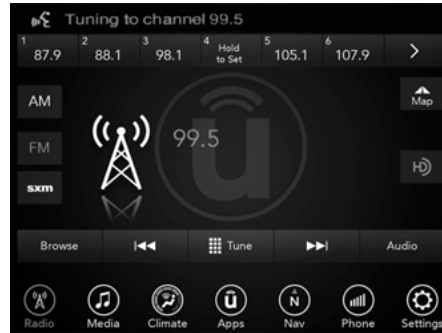 Tuning to channel 99.5
1 87.9
2 88.1
3 98.1
4 Hold
to Set
5 105.1
6 107.9
AM
Map
99.5
FM
HD
sxm
Browse
Tune
Audio
Radio
Media
Climate
Apps
Nav
Phone
Settings